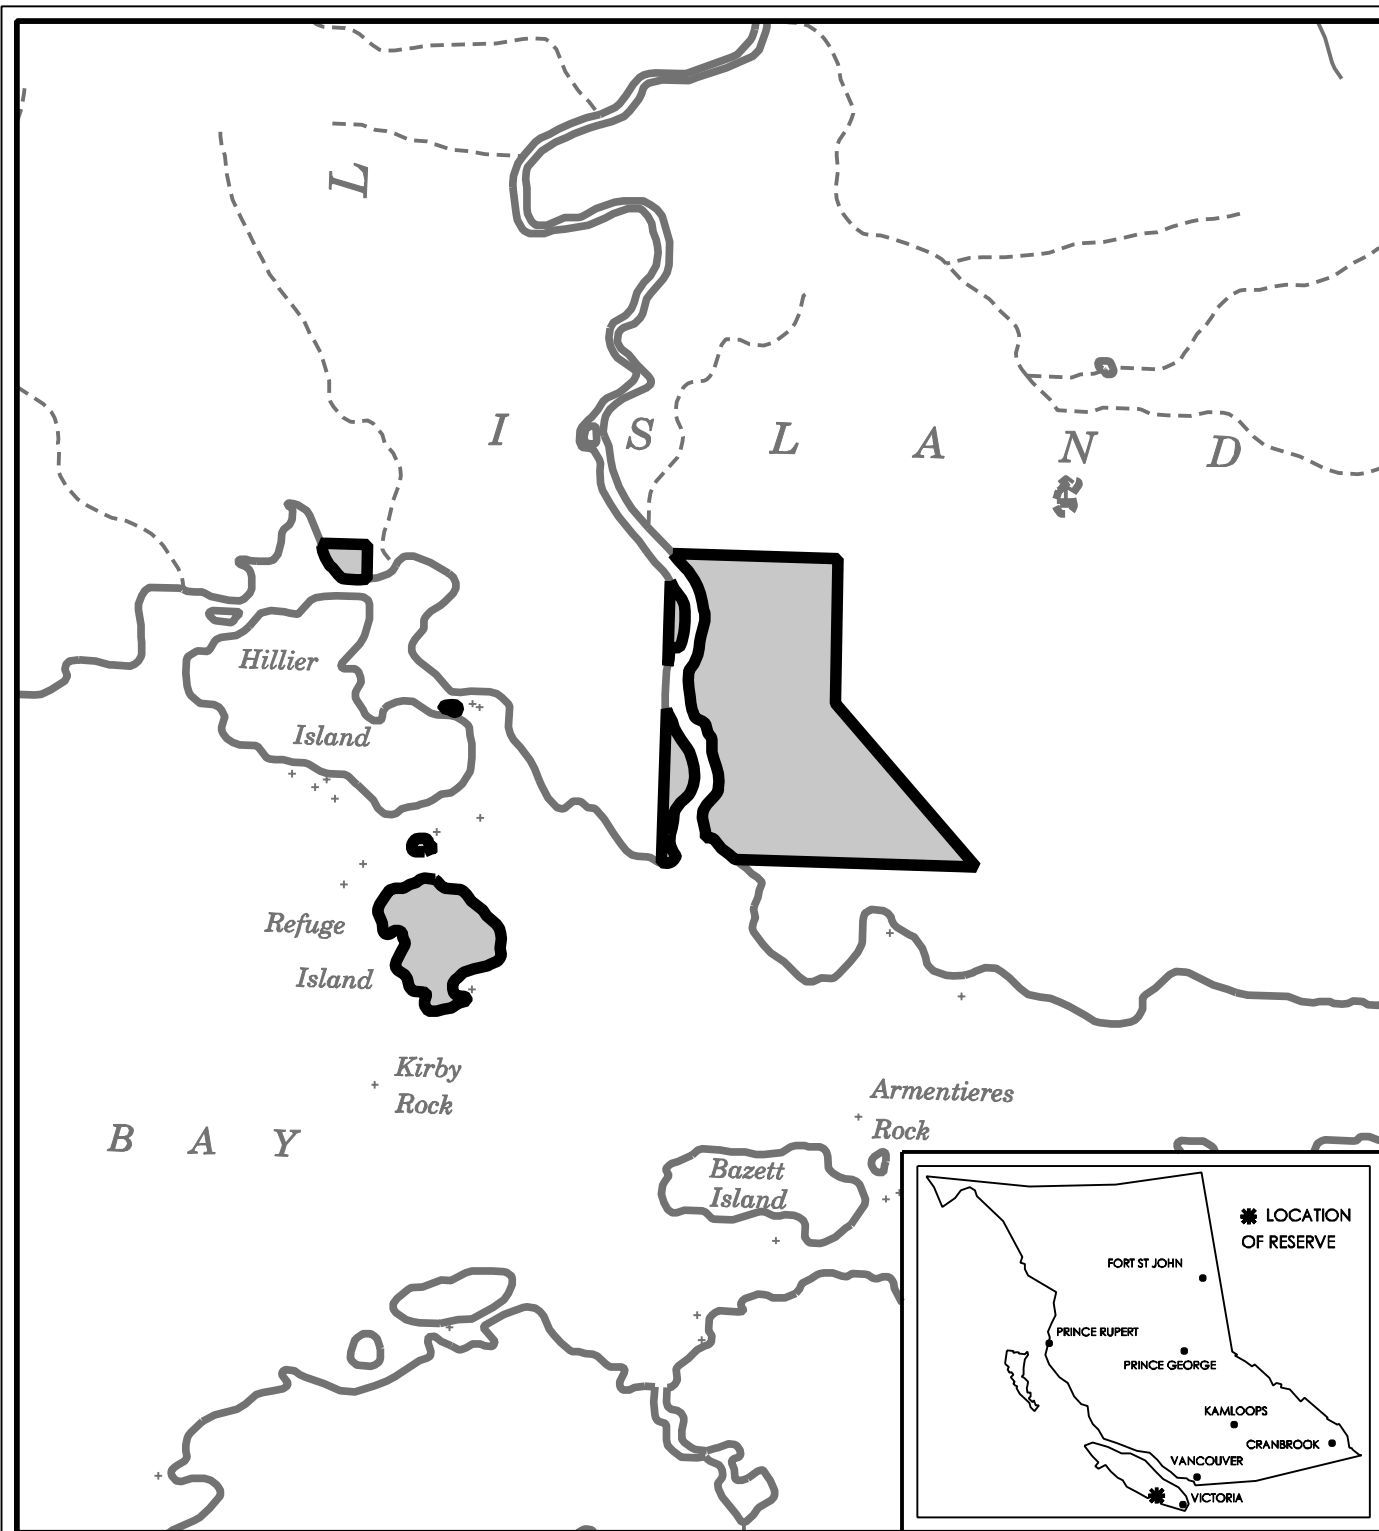 L
I S L A N D
Hillier
Island
Refuge
Island
Kirby
Rock
Armentieres
Rock
B A Y
Bazett
Island
LOCATION
OF RESERVE
FORT ST JOHN
PRINCE RUPERT
PRINCE GEORGE
KAMLOOPS
CRANBROOK
VANCOUVER
VICTORIA